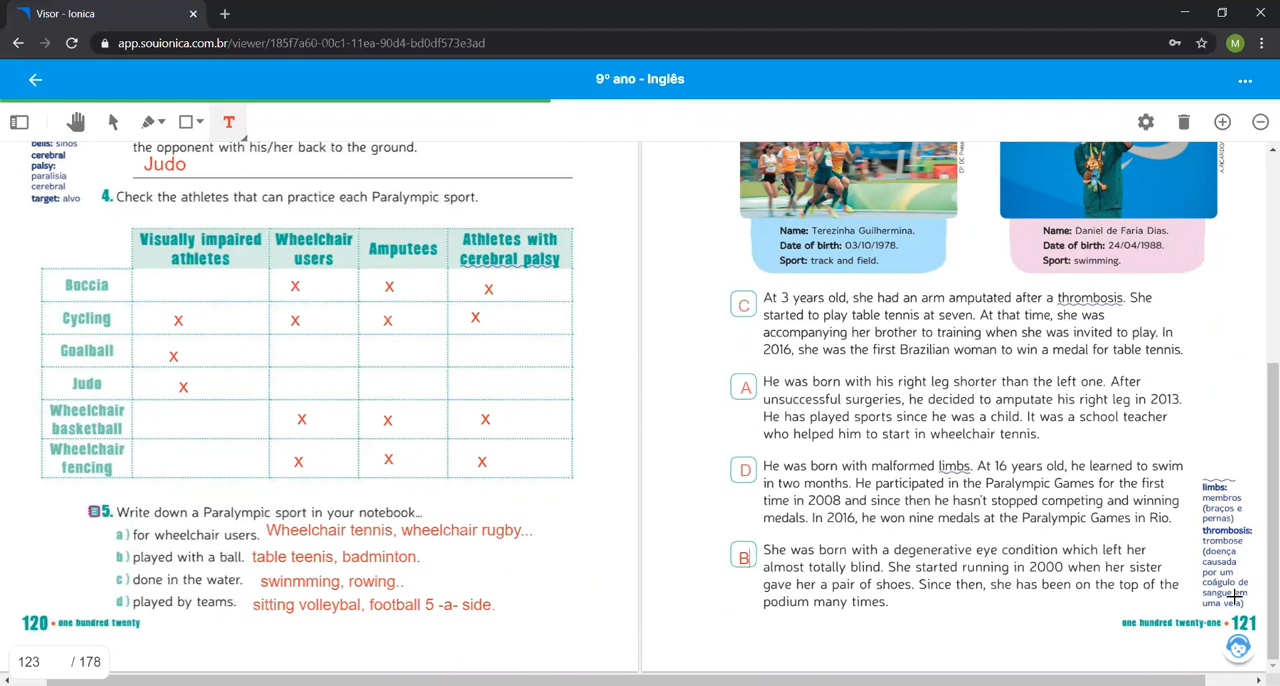 Visor - Ionica
app.souionica.com.br/viewer/185f7a60-00c1-11ea-90d4-bd0df573e3ad
M
9º ano - Inglês
T
bells: sinos
cerebral
palsy:
paralisia
cerebral
target: alvo
the opponent with his/her back to the ground.
Judo
4. Check the athletes that can practice each Paralympic sport.
Visually impaired athletes Wheelchair users Amputees Athletes with cerebral palsy
Boccia x x x
Cycling x x x x
Goalball x
Judo x
Wheelchair basketball x x x
Wheelchair fencing x x x
5. Write down a Paralympic sport in your notebook...
a) for wheelchair users. Wheelchair tennis, wheelchair rugby...
b) played with a ball. table teenis, badminton.
c) done in the water. swinmming, rowing..
d) played by teams. sitting volleybal, football 5 -a- side.
120 • one hundred twenty
123 / 178
Name: Terezinha Guilhermina.
Date of birth: 03/10/1978.
Sport: track and field.
Name: Daniel de Faria Dias.
Date of birth: 24/04/1988.
Sport: swimming.
C At 3 years old, she had an arm amputated after a thrombosis. She
started to play table tennis at seven. At that time, she was
accompanying her brother to training when she was invited to play. In
2016, she was the first Brazilian woman to win a medal for table tennis.
A He was born with his right leg shorter than the left one. After
unsuccessful surgeries, he decided to amputate his right leg in 2013.
He has played sports since he was a child. It was a school teacher
who helped him to start in wheelchair tennis.
D He was born with malformed limbs. At 16 years old, he learned to swim
in two months. He participated in the Paralympic Games for the first
time in 2008 and since then he hasn't stopped competing and winning
medals. In 2016, he won nine medals at the Paralympic Games in Rio.
B She was born with a degenerative eye condition which left her
almost totally blind. She started running in 2000 when her sister
gave her a pair of shoes. Since then, she has been on the top of the
podium many times.
limbs:
membros
(braços e
pernas)
thrombosis:
trombose
(doença
causada
por um
coágulo de
sangue em
uma veia)
one hundred twenty-one • 121